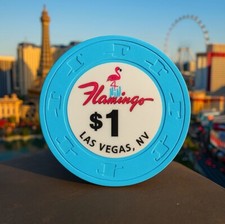 Flamingo
$1
LAS VEGAS, NV